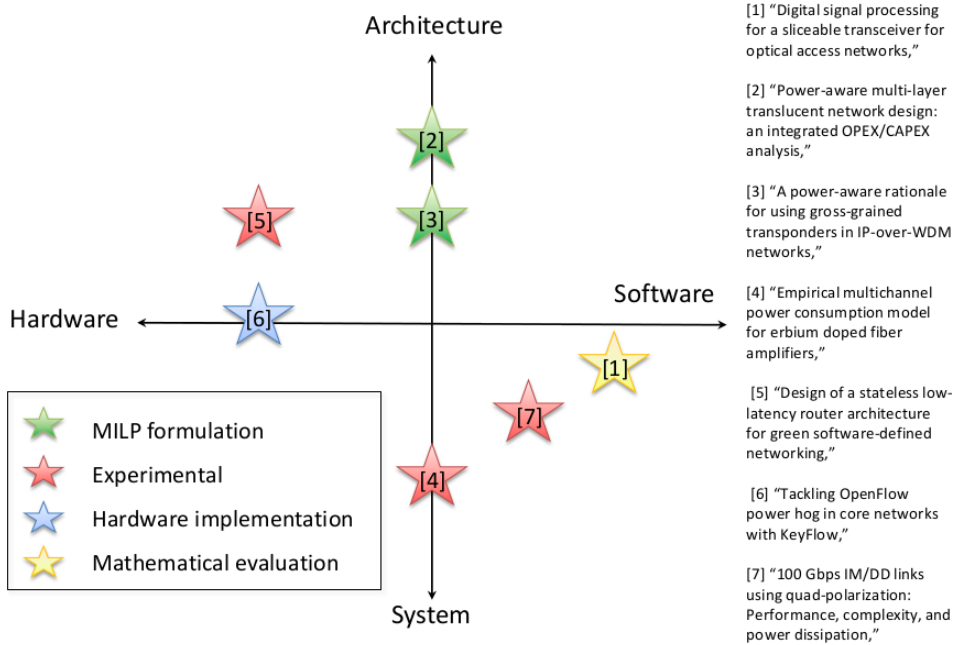 Architecture
[2]
[5]
[3]
Software
Hardware
[6]
[1]
[7]
[4]
MILP formulation
Experimental
Hardware implementation
Mathematical evaluation
System
[1] “Digital signal processing
for a sliceable transceiver for
optical access networks,”
[2] “Power-aware multi-layer
translucent network design:
an integrated OPEX/CAPEX
analysis,”
[3] “A power-aware rationale
for using gross-grained
transponders in IP-over-WDM
networks,”
[4] “Empirical multichannel
power consumption model
for erbium doped fiber
amplifiers,”
[5] “Design of a stateless low-
latency router architecture
for green software-defined
networking,”
[6] “Tackling OpenFlow
power hog in core networks
with KeyFlow,”
[7] “100 Gbps IM/DD links
using quad-polarization:
Performance, complexity, and
power dissipation,”